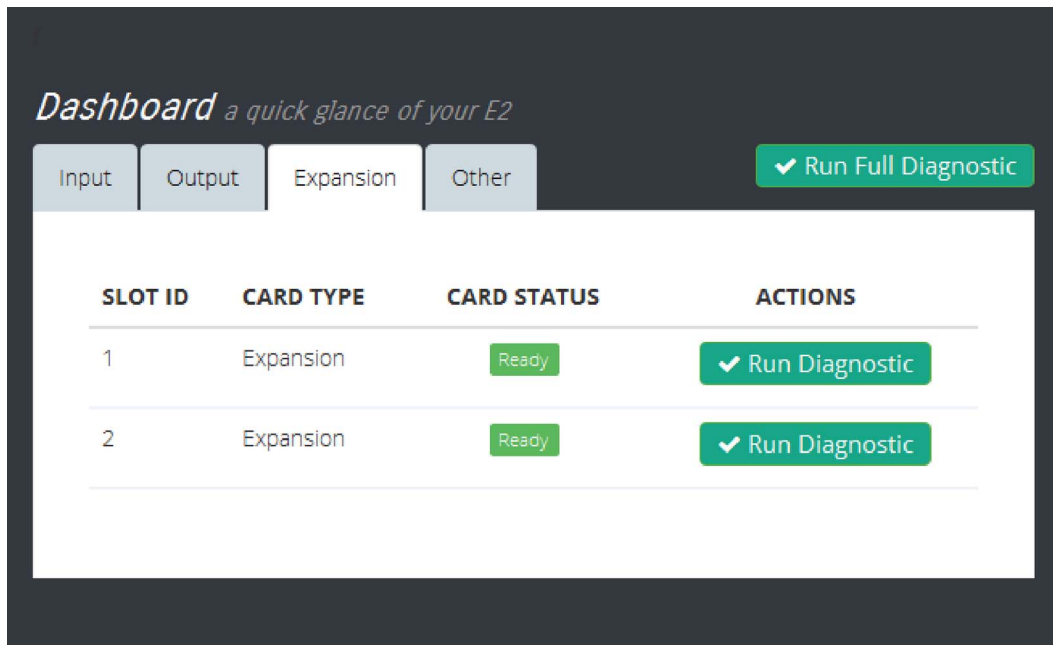 Dashboard a quick glance of your E2
Input Output Expansion Other Run Full Diagnostic
SLOT ID CARD TYPE CARD STATUS ACTIONS
1 Expansion Ready Run Diagnostic
2 Expansion Ready Run Diagnostic